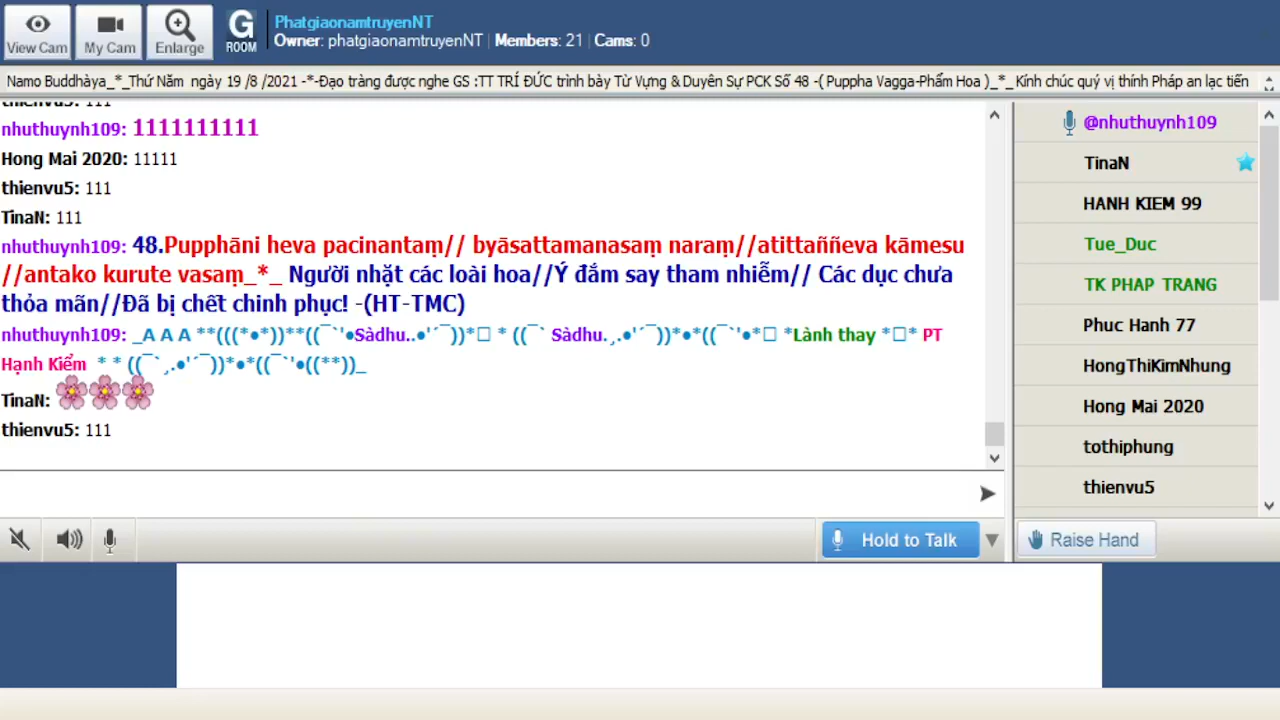 View Cam
My Cam
Enlarge
G
ROOM
PhatgiaonamtruyenNT
Owner: phatgiaonamtruyenNT | Members: 21 | Cams: 0
Namo Buddhàya_*_Thứ Năm ngày 19 /8 /2021 -*-Đạo tràng được nghe GS :TT TRÍ ĐỨC trình bày Từ Vựng & Duyên Sự PCK Số 48 -( Puppha Vagga-Phẩm Hoa )_*_Kính chúc quý vị thính Pháp an lạc tiến
thienvu5: 111
nhuthuynh109: 1111111111
Hong Mai 2020: 11111
thienvu5: 111
TinaN: 111
nhuthuynh109: 48.Pupphāni heva pacinantaṃ// byāsattamanasaṃ naraṃ//atittaññeva kāmesu
//antako kurute vasaṃ_*_ Người nhặt các loài hoa//Ý đắm say tham nhiễm// Các dục chưa
thỏa mãn//Đã bị chết chinh phục! -(HT-TMC)
nhuthuynh109: _A A A **(((*●*))**((¯`'●Sàdhu..●'´¯))*□ * ((¯` Sàdhu.¸.●'´¯))*●*((¯`'●*□ *Lành thay *□* PT
Hạnh Kiểm * * ((¯`¸.●'´¯))*●*((¯`'●((**))_
TinaN: 🌸🌸🌸
thienvu5: 111
Hold to Talk
@nhuthuynh109
TinaN
HANH KIEM 99
Tue_Duc
TK PHAP TRANG
Phuc Hanh 77
HongThiKimNhung
Hong Mai 2020
tothiphung
thienvu5
Raise Hand